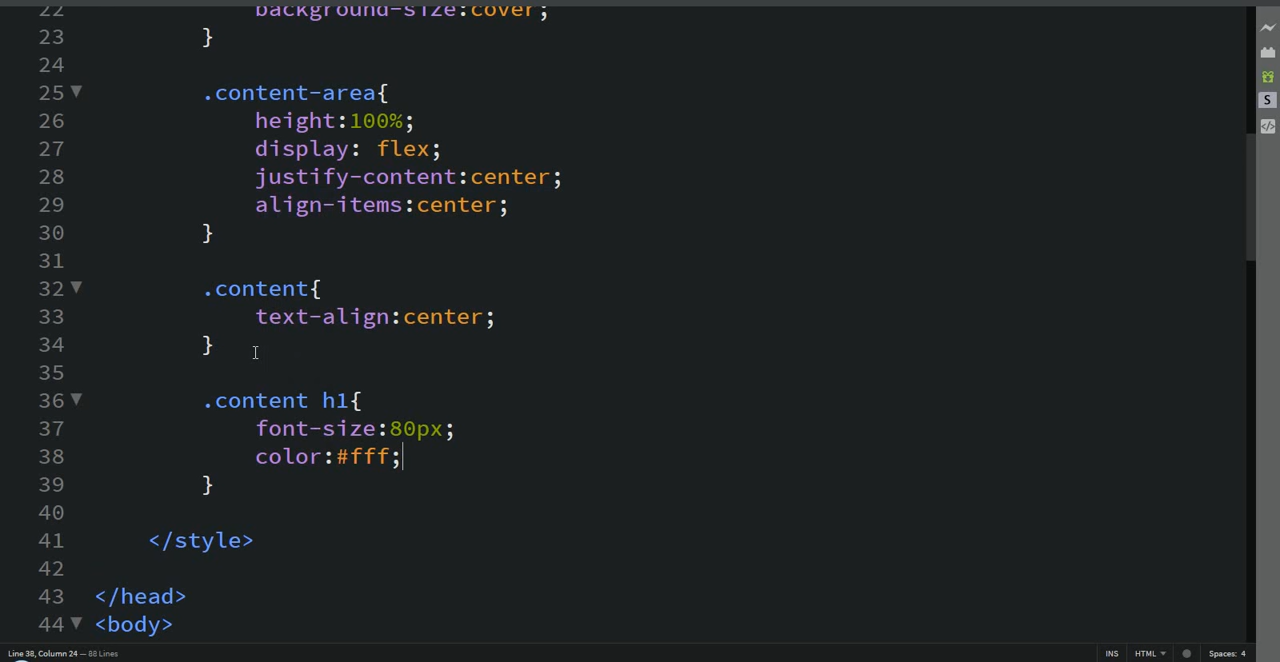 22 background-size:cover;
23 }
24
25 .content-area{
26 height:100%;
27 display: flex;
28 justify-content:center;
29 align-items:center;
30 }
31
32 .content{
33 text-align:center;
34 }
35
36 .content h1{
37 font-size:80px;
38 color:#fff;
39 }
40
41 </style>
42
43 </head>
44 <body>
S
</>
Line 38, Column 24 — 88 Lines
INS HTML Spaces: 4